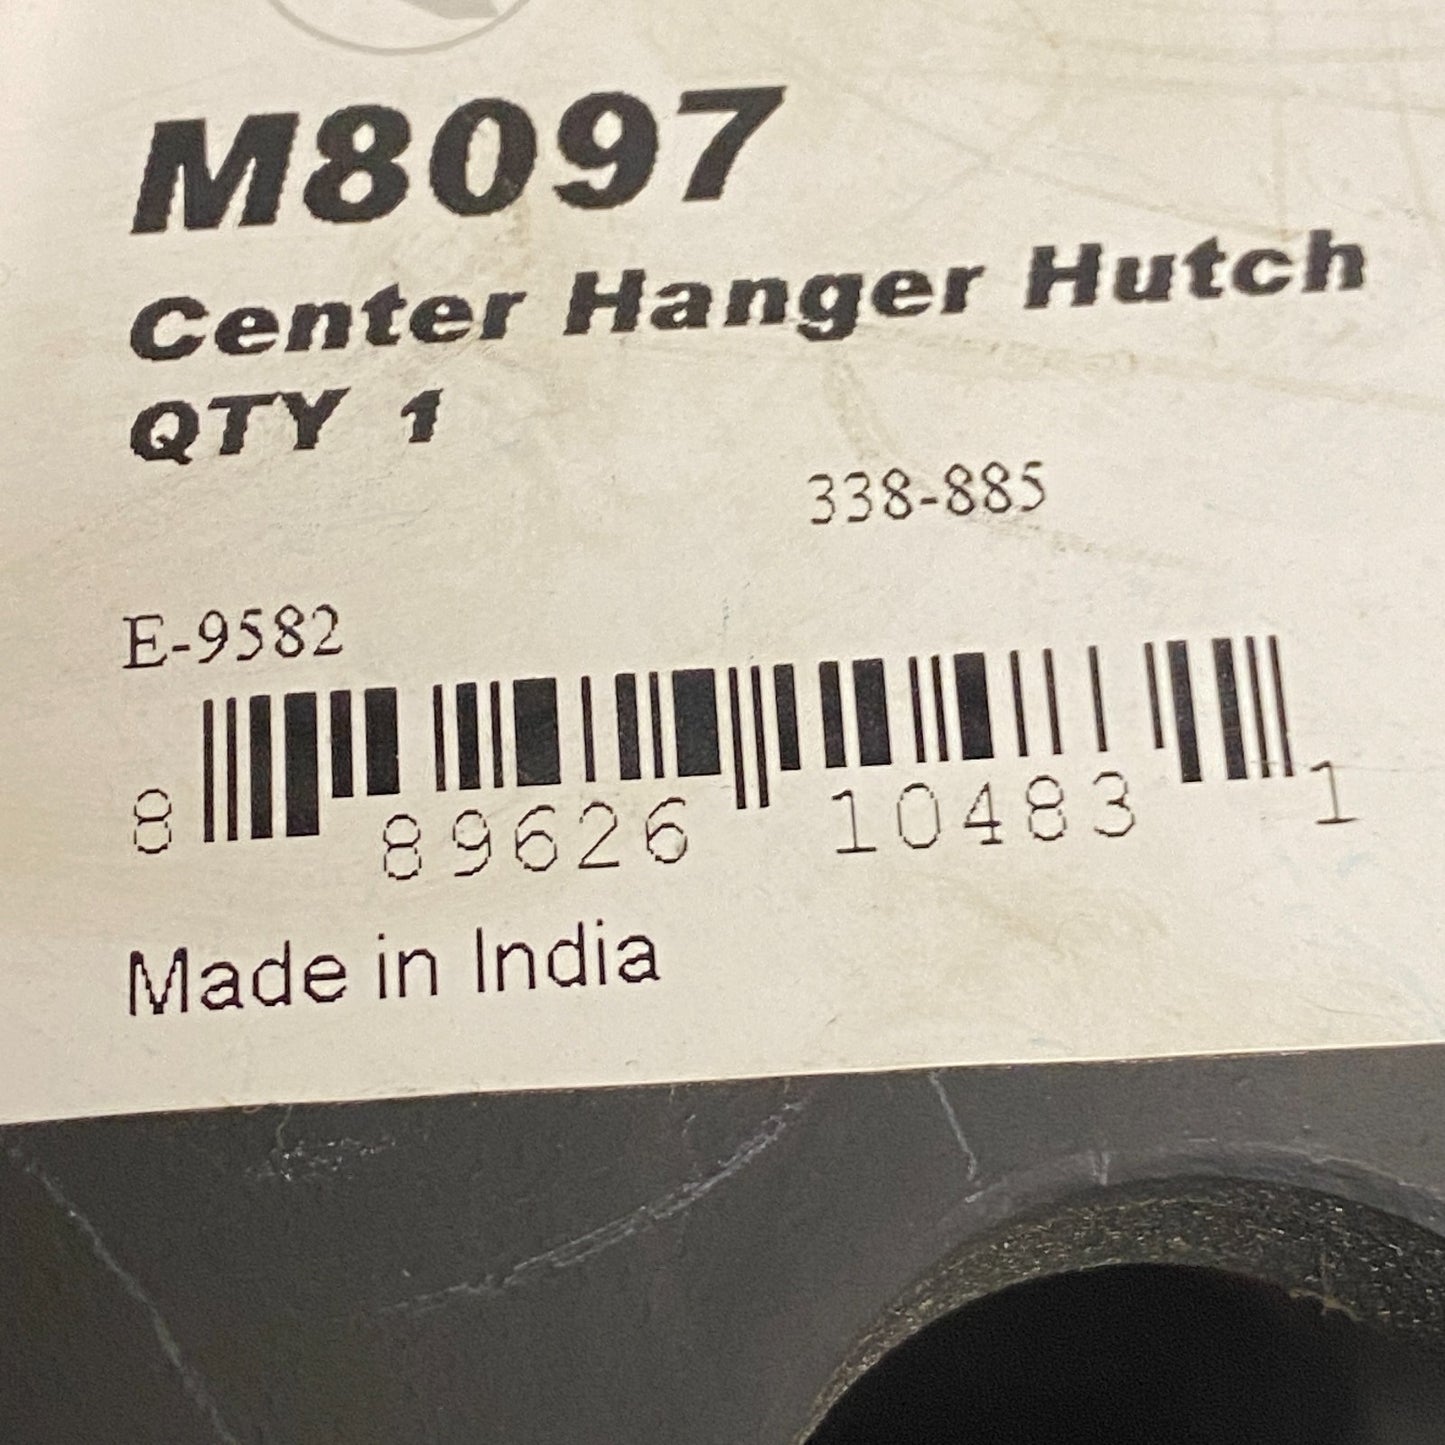 M8097
Center Hanger Hutch
QTY 1
338-885
E-9582
8 89626 10483 1
Made in India